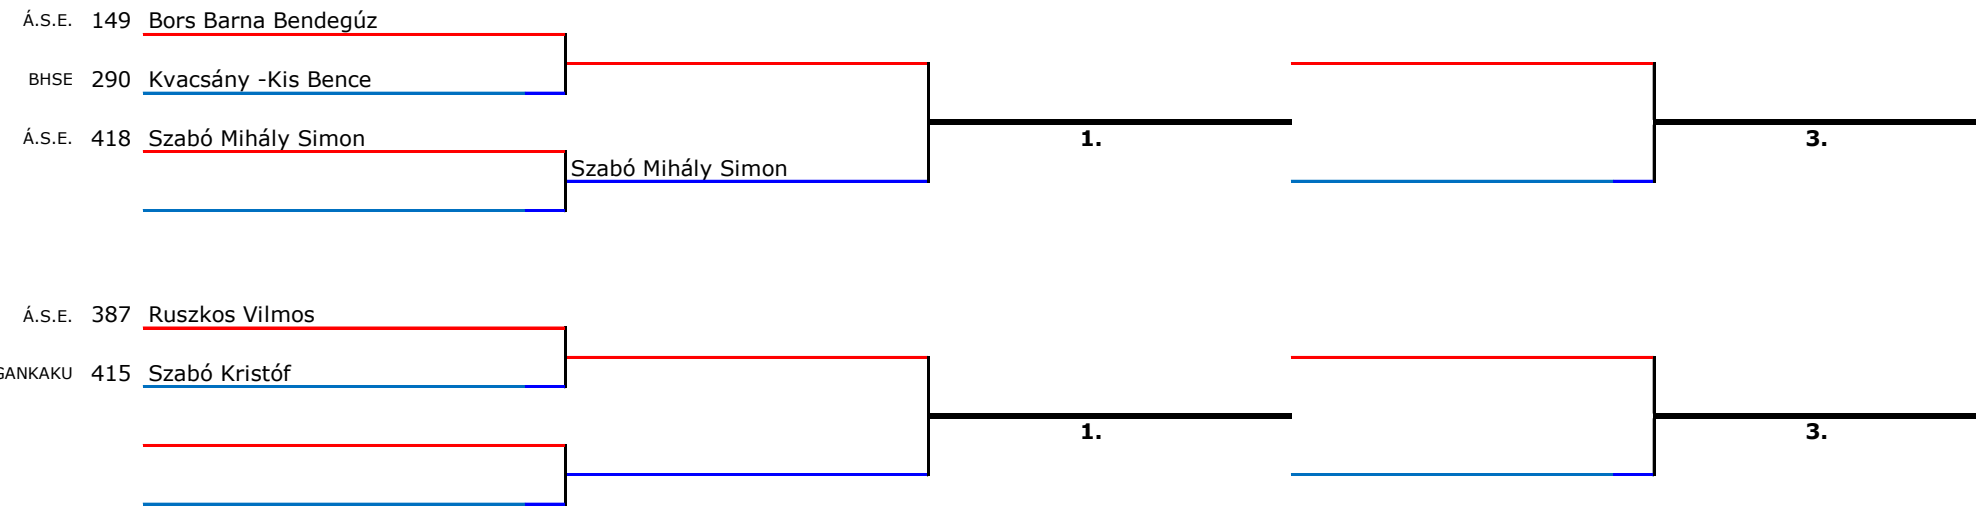 Á.S.E. 149 Bors Barna Bendegúz
BHSE 290 Kvacsány -Kis Bence
Á.S.E. 418 Szabó Mihály Simon
1.
3.
Szabó Mihály Simon
Á.S.E. 387 Ruszkos Vilmos
GANKAKU 415 Szabó Kristóf
1.
3.